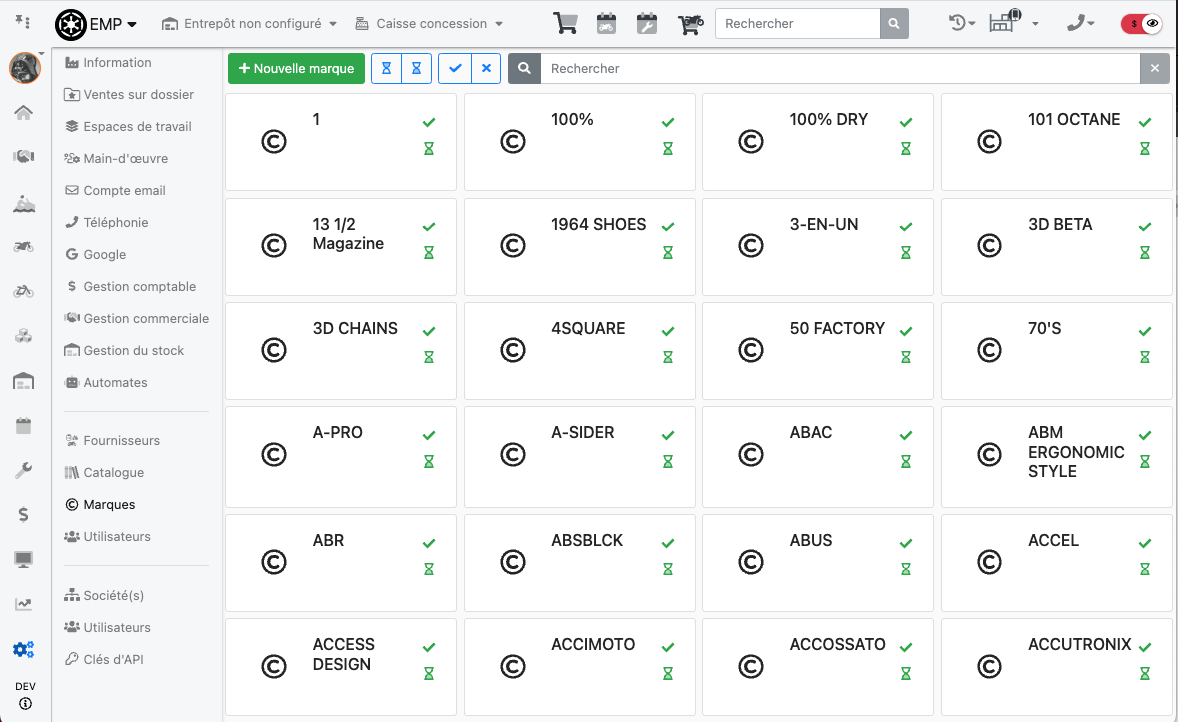 EMP
Entrepôt non configuré
Caisse concession
Rechercher
$
Information
Ventes sur dossier
Espaces de travail
Main-d'œuvre
Compte email
Téléphonie
Google
$ Gestion comptable
Gestion commerciale
Gestion du stock
Automates
Fournisseurs
Catalogue
Marques
Utilisateurs
Société(s)
Utilisateurs
Clés d'API
DEV
+ Nouvelle marque
Rechercher
1
100%
100% DRY
101 OCTANE
13 1/2
Magazine
1964 SHOES
3-EN-UN
3D BETA
3D CHAINS
4SQUARE
50 FACTORY
70'S
A-PRO
A-SIDER
ABAC
ABM
ERGONOMIC
STYLE
ABR
ABSBLCK
ABUS
ACCEL
ACCESS
DESIGN
ACCIMOTO
ACCOSSATO
ACCUTRONIX